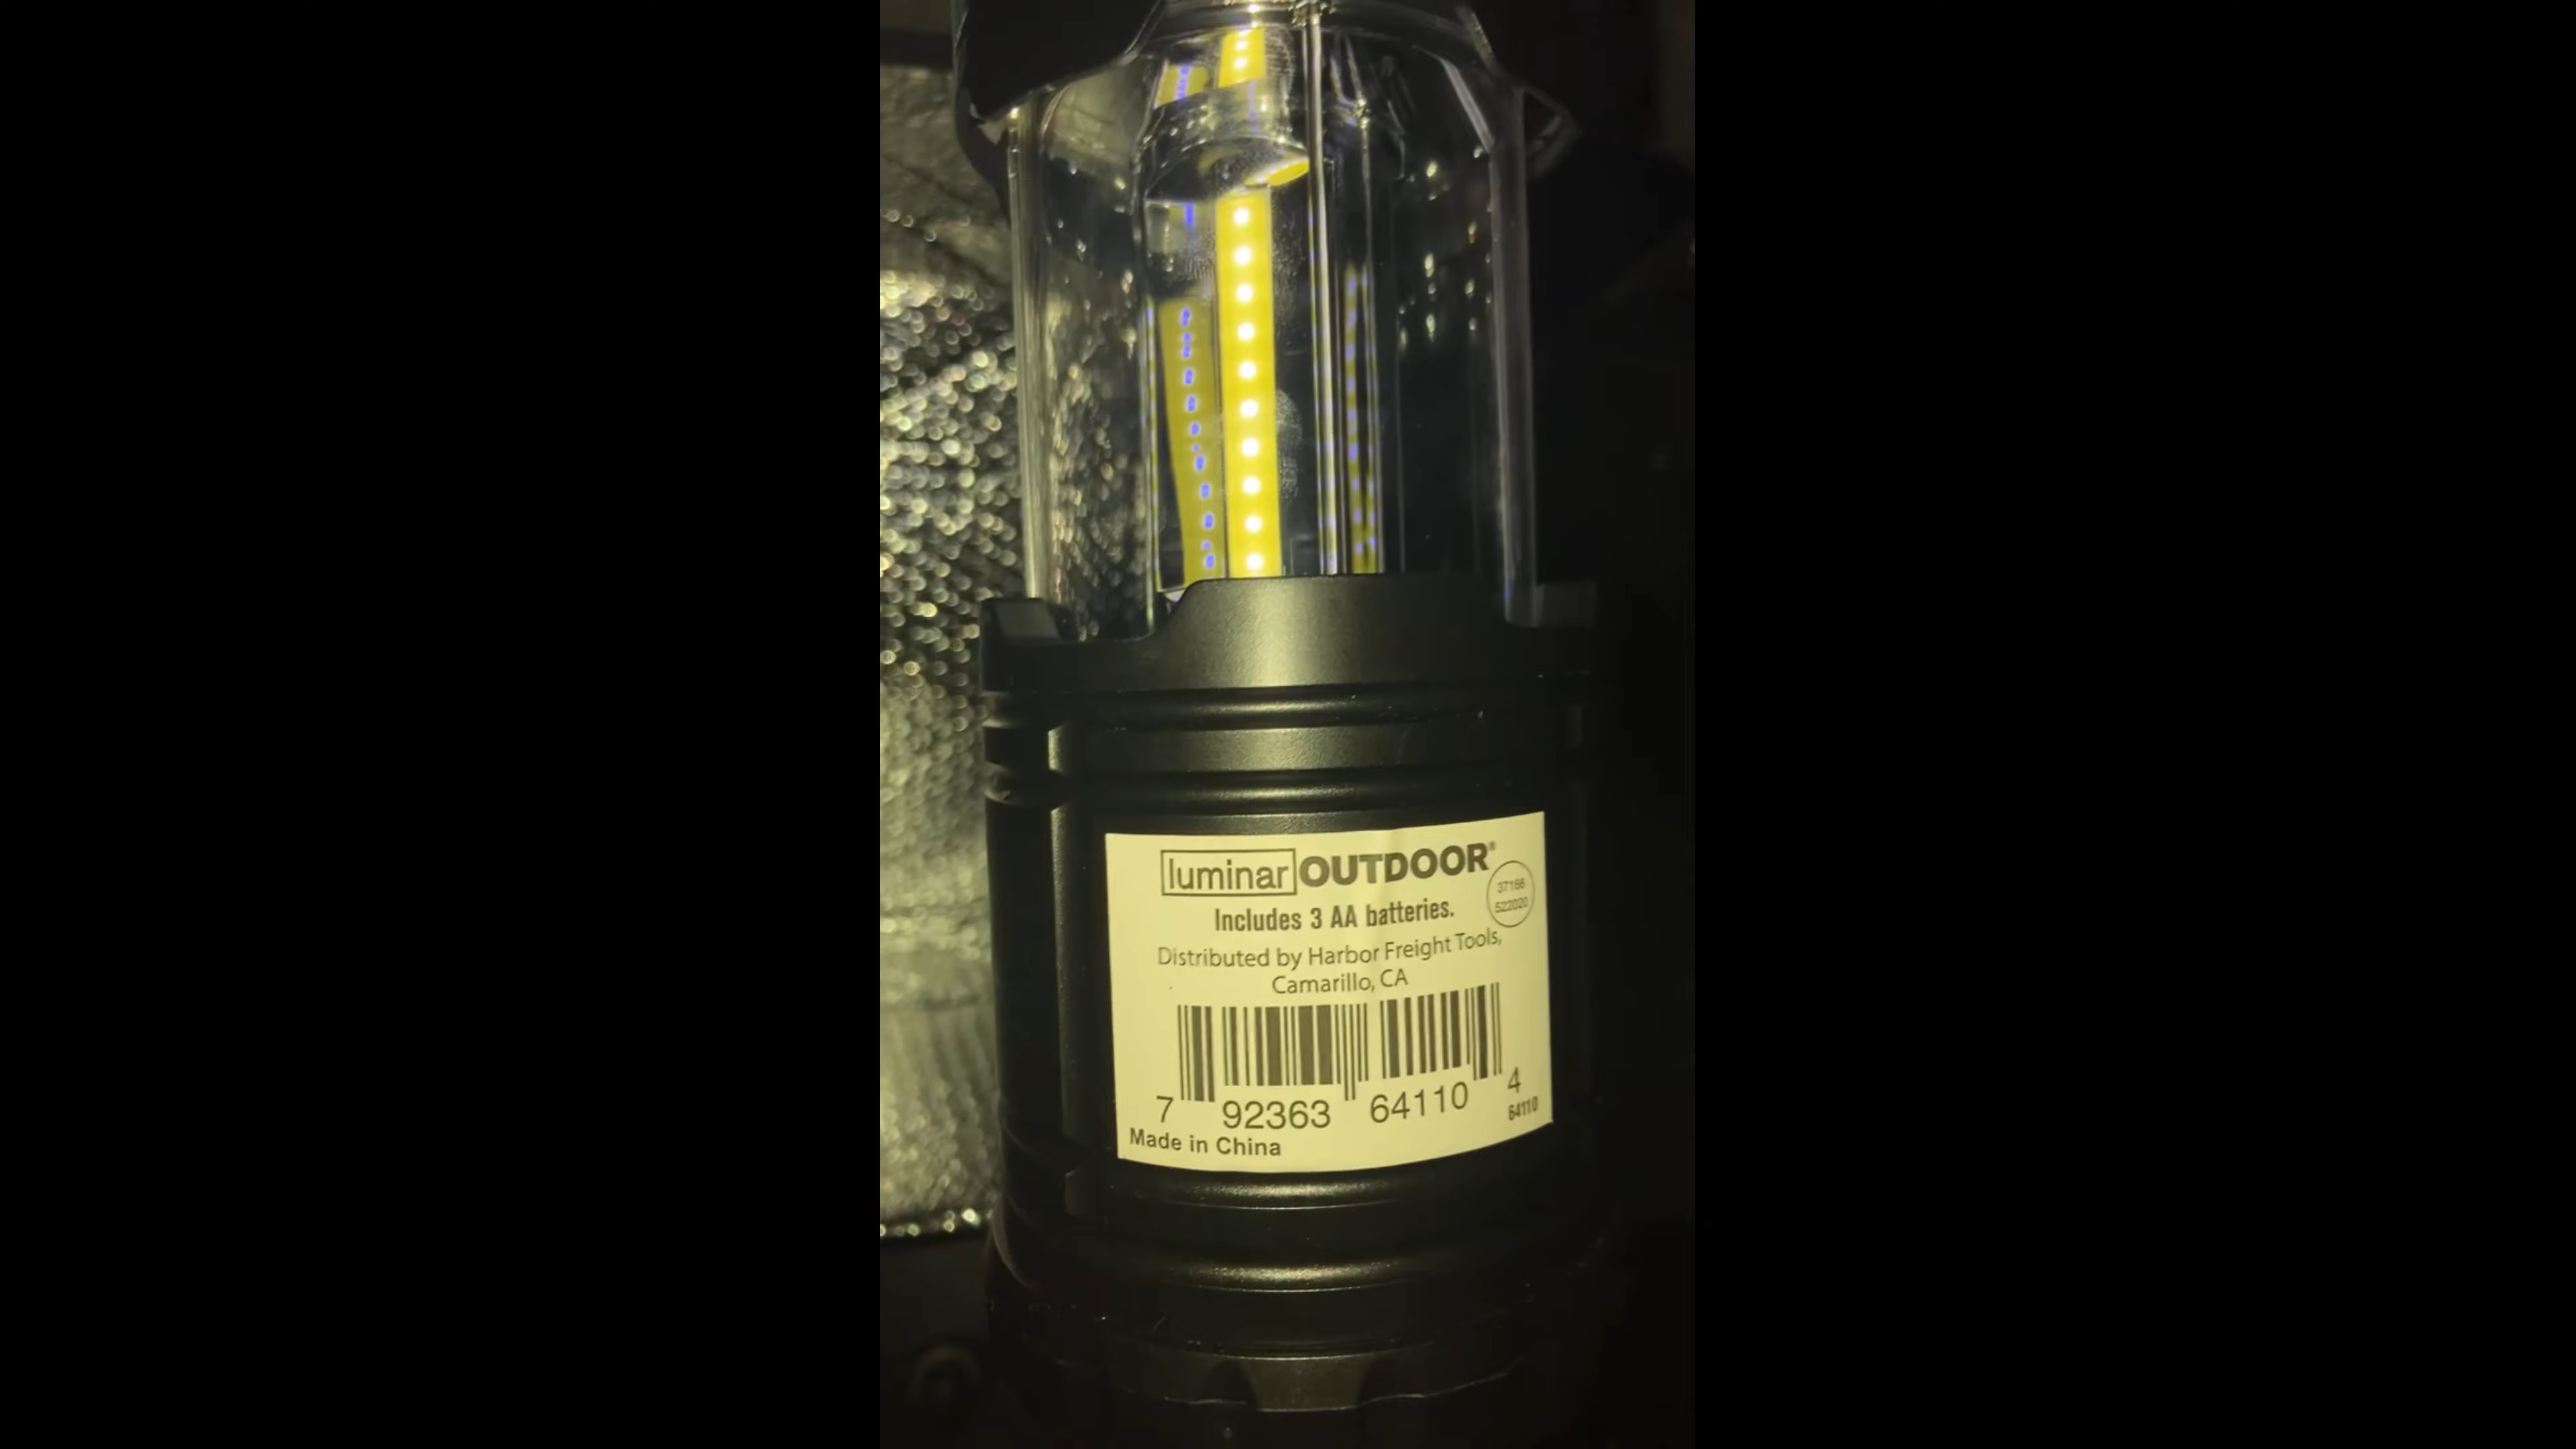 luminar OUTDOOR®
37166
522020
Includes 3 AA batteries.
Distributed by Harbor Freight Tools,
Camarillo, CA
7 92363 64110 4
64110
Made in China